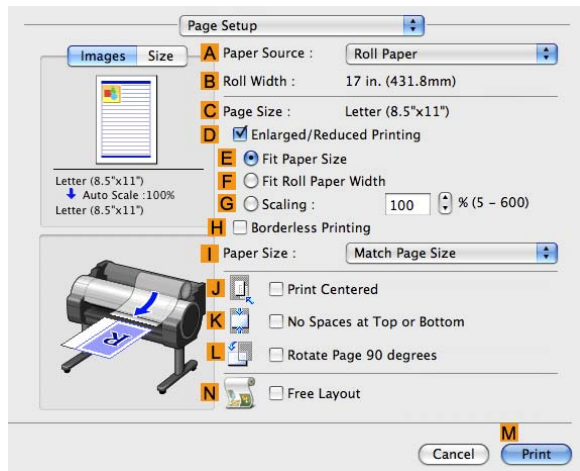 Page Setup
Images Size
A Paper Source : Roll Paper
B Roll Width : 17 in. (431.8mm)
C Page Size : Letter (8.5"x11")
D Enlarged/Reduced Printing
E Fit Paper Size
F Fit Roll Paper Width
G Scaling : 100 % (5 - 600)
H Borderless Printing
Letter (8.5"x11")
Auto Scale :100%
Letter (8.5"x11")
I Paper Size : Match Page Size
J Print Centered
K No Spaces at Top or Bottom
L Rotate Page 90 degrees
N Free Layout
M
Cancel Print